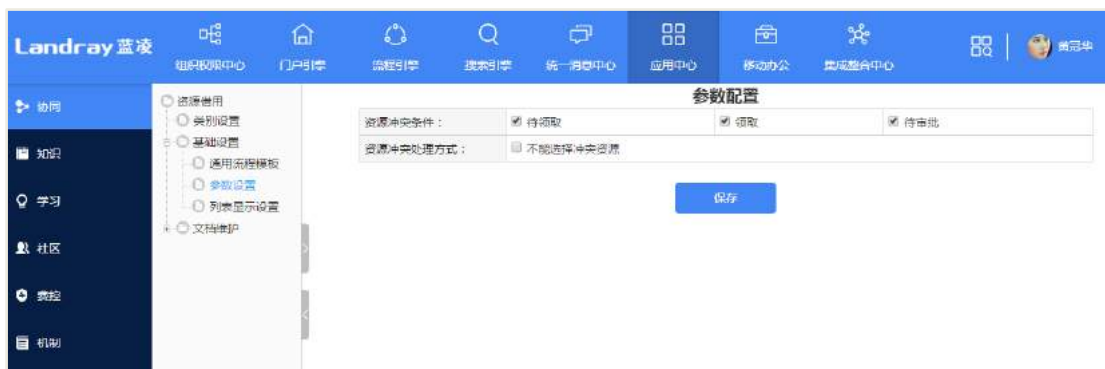 Landray蓝凌
组织权限中心 门户引擎 流程引擎 搜索引擎 统一消息中心 应用中心 移动办公 集成整合中心
黄冠华
协同
知识
学习
社区
费控
机制
资源借用
类别设置
基础设置
通用流程模板
参数设置
列表显示设置
文档维护
参数配置
资源冲突条件： 待领取 领取 待审批
资源冲突处理方式： 不能选择冲突资源
保存